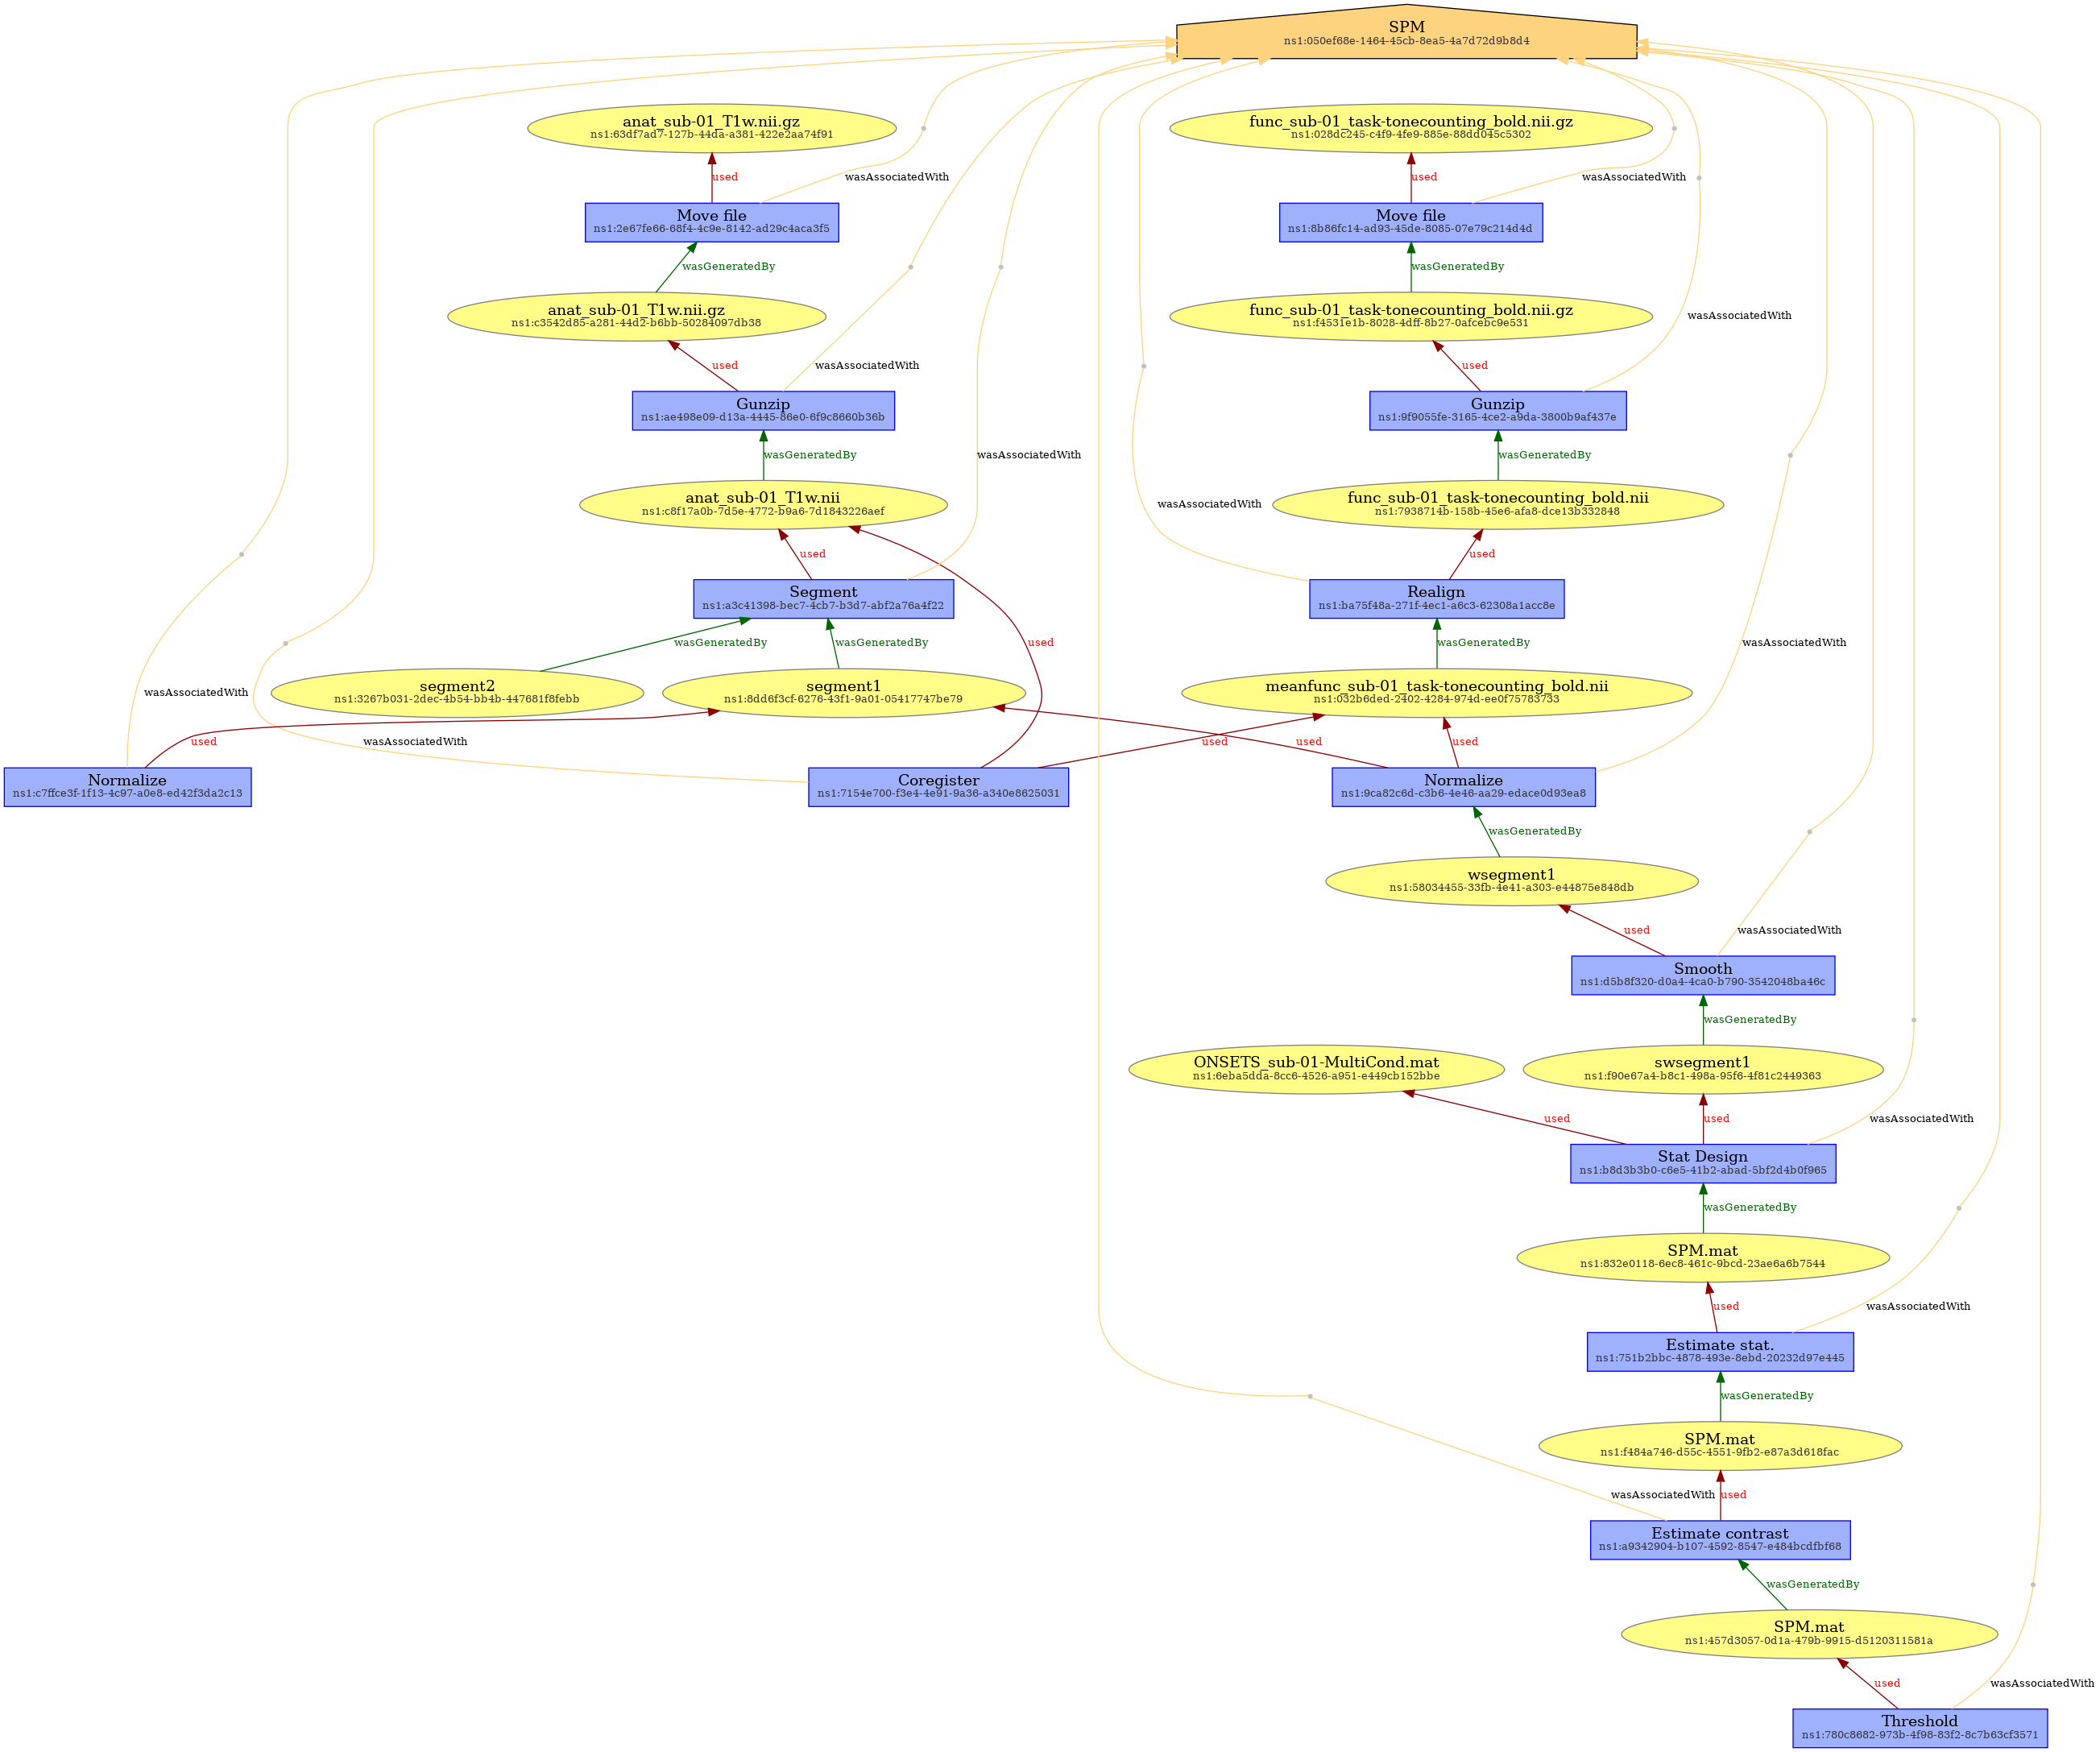 SPM
ns1:050ef68e-1464-45cb-8ea5-4a7d72d9b8d4
anat_sub-01_T1w.nii.gz
ns1:63df7ad7-127b-44da-a381-422e2aa74f91
func_sub-01_task-tonecounting_bold.nii.gz
ns1:028dc245-c4f9-4fe9-885e-88dd045c5302
used
wasAssociatedWith
used
wasAssociatedWith
Move file
ns1:2e67fe66-68f4-4c9e-8142-ad29c4aca3f5
Move file
ns1:8b86fc14-ad93-45de-8085-07e79c214d4d
wasGeneratedBy
wasGeneratedBy
anat_sub-01_T1w.nii.gz
ns1:c3542d85-a281-44d2-b6bb-50284097db38
func_sub-01_task-tonecounting_bold.nii.gz
ns1:f4531e1b-8028-4dff-8b27-0afcebc9e531
wasAssociatedWith
used
wasAssociatedWith
used
Gunzip
ns1:ae498e09-d13a-4445-86e0-6f9c8660b36b
Gunzip
ns1:9f9055fe-3165-4ce2-a9da-3800b9af437e
wasGeneratedBy
wasAssociatedWith
wasGeneratedBy
anat_sub-01_T1w.nii
ns1:c8f17a0b-7d5e-4772-b9a6-7d1843226aef
wasAssociatedWith
func_sub-01_task-tonecounting_bold.nii
ns1:7938714b-158b-45e6-afa8-dce13b332848
used
used
Segment
ns1:a3c41398-bec7-4cb7-b3d7-abf2a76a4f22
Realign
ns1:ba75f48a-271f-4ec1-a6c3-62308a1acc8e
wasGeneratedBy
wasGeneratedBy
used
wasGeneratedBy
wasAssociatedWith
wasAssociatedWith
segment2
ns1:3267b031-2dec-4b54-bb4b-447681f8febb
segment1
ns1:8dd6f3cf-6276-43f1-9a01-05417747be79
meanfunc_sub-01_task-tonecounting_bold.nii
ns1:032b6ded-2402-4284-974d-ee0f75783733
used
wasAssociatedWith
used
used
used
Normalize
ns1:c7ffce3f-1f13-4c97-a0e8-ed42f3da2c13
Coregister
ns1:7154e700-f3e4-4e91-9a36-a340e8625031
Normalize
ns1:9ca82c6d-c3b6-4e46-aa29-edace0d93ea8
wasGeneratedBy
wsegment1
ns1:58034455-33fb-4e41-a303-e44875e848db
used
wasAssociatedWith
Smooth
ns1:d5b8f320-d0a4-4ca0-b790-3542048ba46c
wasGeneratedBy
ONSETS_sub-01-MultiCond.mat
ns1:6eba5dda-8cc6-4526-a951-e449cb152bbe
swsegment1
ns1:f90e67a4-b8c1-498a-95f6-4f81c2449363
used
used
wasAssociatedWith
Stat Design
ns1:b8d3b3b0-c6e5-41b2-abad-5bf2d4b0f965
wasGeneratedBy
SPM.mat
ns1:832e0118-6ec8-461c-9bcd-23ae6a6b7544
used
wasAssociatedWith
Estimate stat.
ns1:751b2bbc-4878-493e-8ebd-20232d97e445
wasGeneratedBy
SPM.mat
ns1:f484a746-d55c-4551-9fb2-e87a3d618fac
wasAssociatedWith
used
Estimate contrast
ns1:a9342904-b107-4592-8547-e484bcdfbf68
wasGeneratedBy
SPM.mat
ns1:457d3057-0d1a-479b-9915-d5120311581a
used
wasAssociatedWith
Threshold
ns1:780c8682-973b-4f98-83f2-8c7b63cf3571